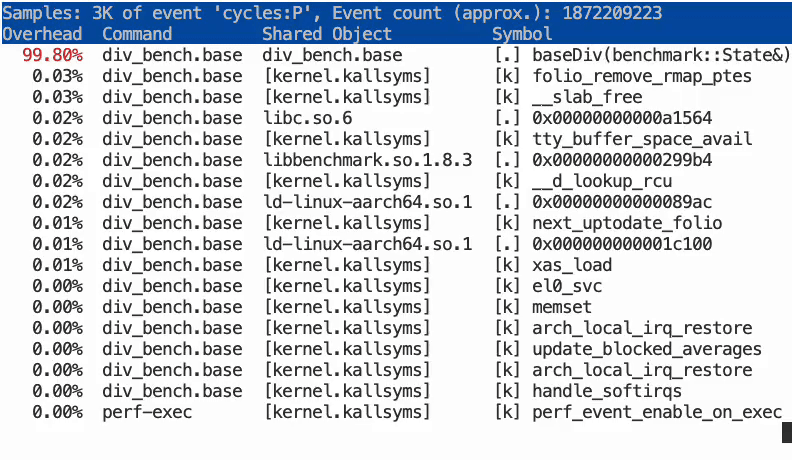 Samples: 3K of event 'cycles:P', Event count (approx.): 1872209223
Overhead  Command         Shared Object          Symbol
  99.80%  div_bench.base  div_bench.base         [.] baseDiv(benchmark::State&)
   0.03%  div_bench.base  [kernel.kallsyms]      [k] folio_remove_rmap_ptes
   0.03%  div_bench.base  [kernel.kallsyms]      [k] __slab_free
   0.02%  div_bench.base  libc.so.6              [.] 0x00000000000a1564
   0.02%  div_bench.base  [kernel.kallsyms]      [k] tty_buffer_space_avail
   0.02%  div_bench.base  libbenchmark.so.1.8.3  [.] 0x00000000000299b4
   0.02%  div_bench.base  [kernel.kallsyms]      [k] __d_lookup_rcu
   0.02%  div_bench.base  ld-linux-aarch64.so.1  [.] 0x00000000000089ac
   0.01%  div_bench.base  [kernel.kallsyms]      [k] next_uptodate_folio
   0.01%  div_bench.base  ld-linux-aarch64.so.1  [.] 0x000000000001c100
   0.01%  div_bench.base  [kernel.kallsyms]      [k] xas_load
   0.00%  div_bench.base  [kernel.kallsyms]      [k] el0_svc
   0.00%  div_bench.base  [kernel.kallsyms]      [k] memset
   0.00%  div_bench.base  [kernel.kallsyms]      [k] arch_local_irq_restore
   0.00%  div_bench.base  [kernel.kallsyms]      [k] update_blocked_averages
   0.00%  div_bench.base  [kernel.kallsyms]      [k] arch_local_irq_restore
   0.00%  div_bench.base  [kernel.kallsyms]      [k] handle_softirqs
   0.00%  perf-exec       [kernel.kallsyms]      [k] perf_event_enable_on_exec